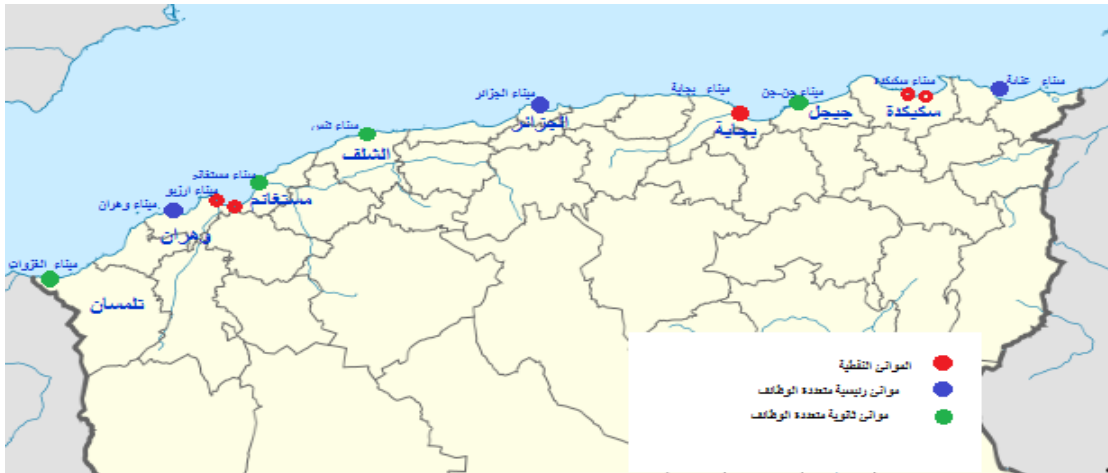 ميناء عنابة
ميناء سكيكدة
سكيكدة
ميناء جن-جن
جيجل
ميناء بجاية
بجاية
ميناء الجزائر
الجزائر
ميناء تنس
الشلف
ميناء مستغانم
مستغانم
ميناء ارزيو
ميناء وهران
وهران
ميناء الغزوات
تلمسان
الموانئ النفطية
موانئ رئيسية متعددة الوظائف
موانئ ثانوية متعددة الوظائف